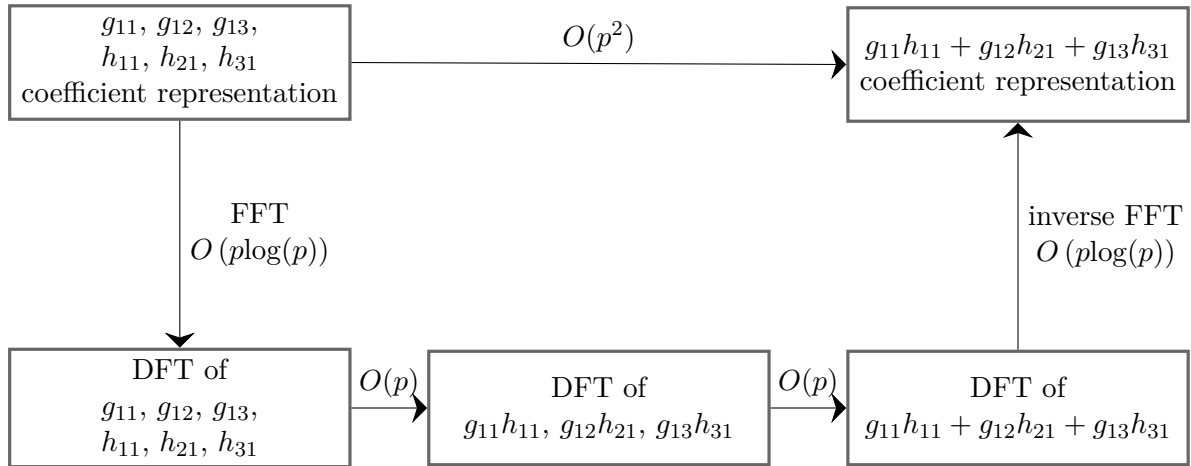 g₁₁, g₁₂, g₁₃,
h₁₁, h₂₁, h₃₁
coefficient representation
O(p²)
g₁₁h₁₁ + g₁₂h₂₁ + g₁₃h₃₁
coefficient representation
FFT
O (plog(p))
inverse FFT
O (plog(p))
DFT of
g₁₁, g₁₂, g₁₃,
h₁₁, h₂₁, h₃₁
O(p)
DFT of
g₁₁h₁₁, g₁₂h₂₁, g₁₃h₃₁
O(p)
DFT of
g₁₁h₁₁ + g₁₂h₂₁ + g₁₃h₃₁